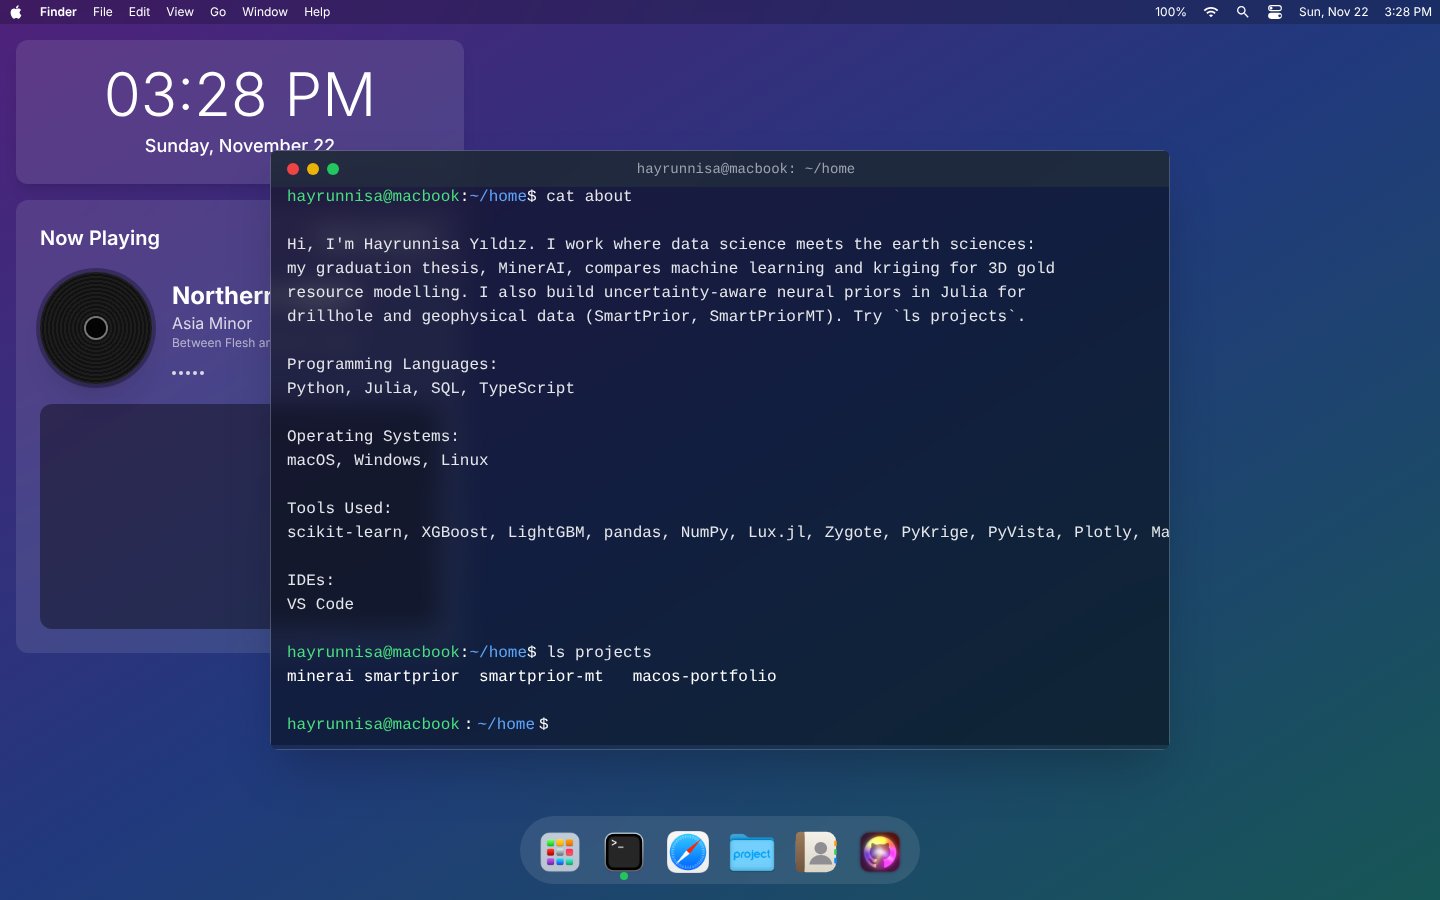 Finder File Edit View Go Window Help 100% Sun, Nov 22 3:28 PM
03:28 PM
Sunday, November 22
Now Playing
Northern
Asia Minor
Between Flesh
hayrunnisa@macbook: ~/home
hayrunnisa@macbook:~/home$ cat about
Hi, I'm Hayrunnisa Yıldız. I work where data science meets the earth sciences:
my graduation thesis, MinerAI, compares machine learning and kriging for 3D gold
resource modelling. I also build uncertainty-aware neural priors in Julia for
drillhole and geophysical data (SmartPrior, SmartPriorMT). Try `ls projects`.
Programming Languages:
Python, Julia, SQL, TypeScript
Operating Systems:
macOS, Windows, Linux
Tools Used:
scikit-learn, XGBoost, LightGBM, pandas, NumPy, Lux.jl, Zygote, PyKrige, PyVista, Plotly, Ma
IDEs:
VS Code
hayrunnisa@macbook:~/home$ ls projects
minerai smartprior smartprior-mt macos-portfolio
hayrunnisa@macbook:~/home$
>_
project